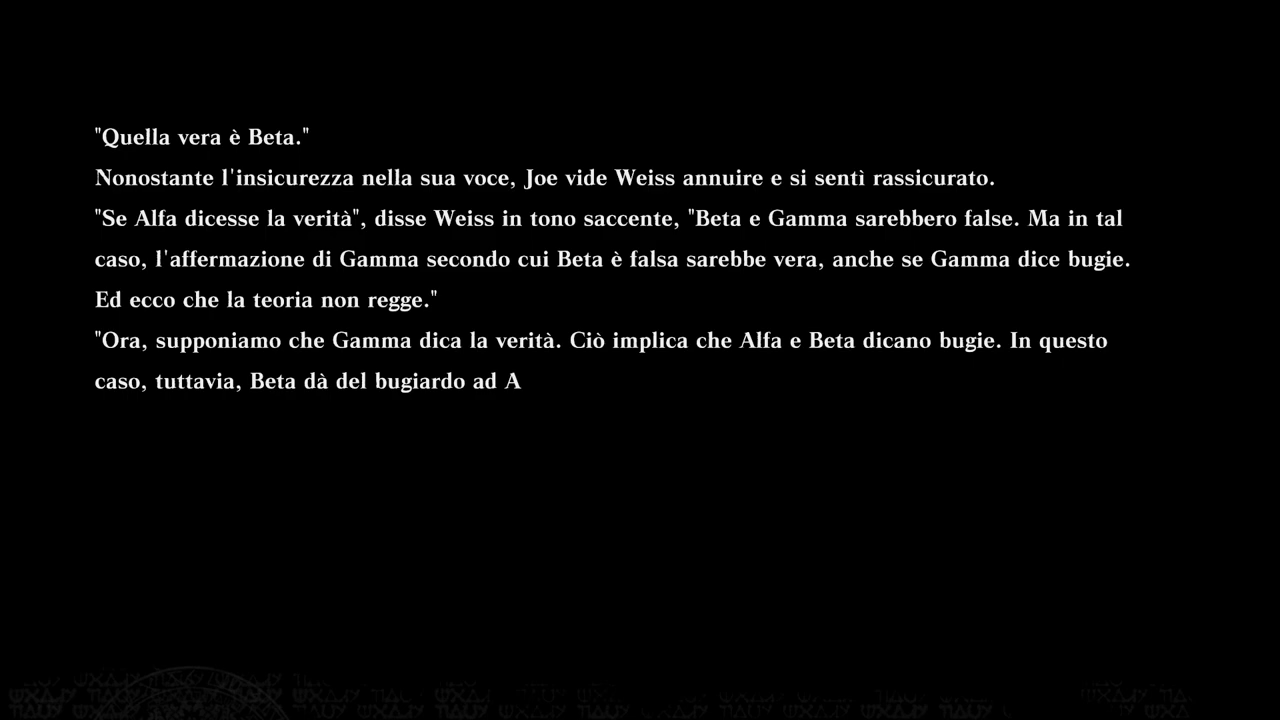 "Quella vera è Beta."
Nonostante l'insicurezza nella sua voce, Joe vide Weiss annuire e si sentì rassicurato.
"Se Alfa dicesse la verità", disse Weiss in tono saccente, "Beta e Gamma sarebbero false. Ma in tal
caso, l'affermazione di Gamma secondo cui Beta è falsa sarebbe vera, anche se Gamma dice bugie.
Ed ecco che la teoria non regge."
"Ora, supponiamo che Gamma dica la verità. Ciò implica che Alfa e Beta dicano bugie. In questo
caso, tuttavia, Beta dà del bugiardo ad A